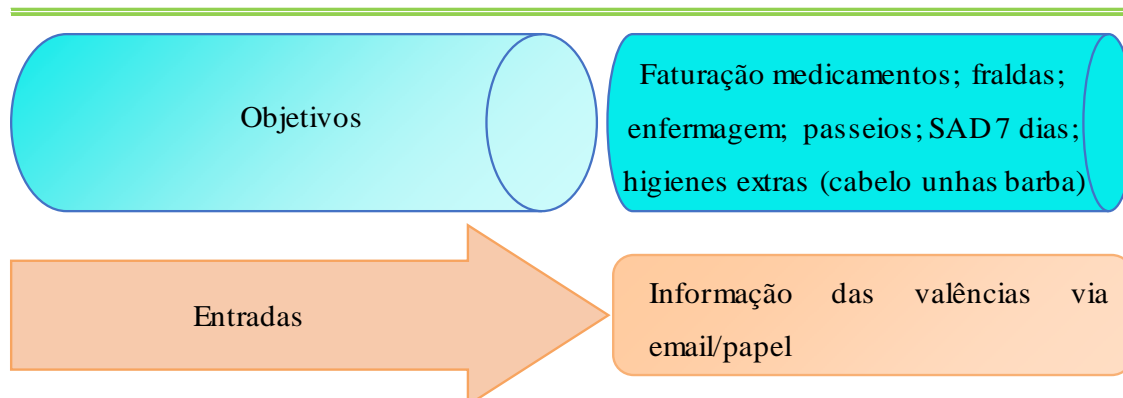 Objetivos
Faturação medicamentos; fraldas;
enfermagem; passeios; SAD 7 dias;
higienes extras (cabelo unhas barba)
Entradas
Informação das valências via
email/papel